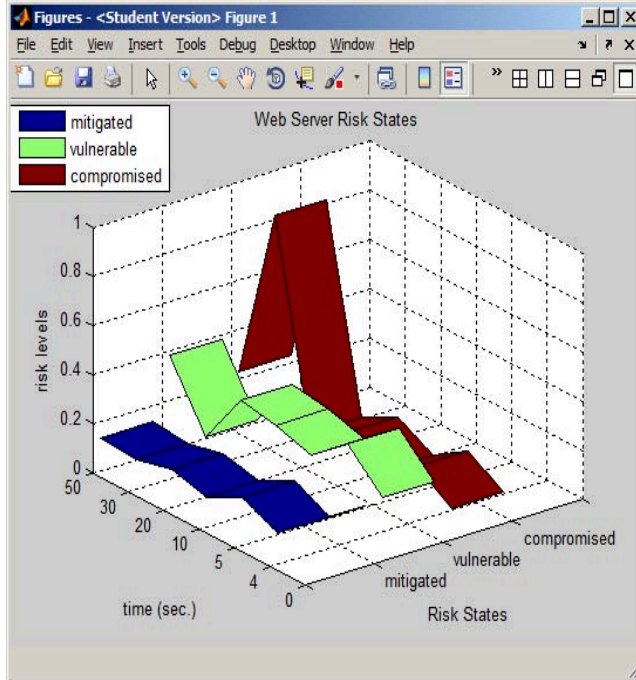 Figures - <Student Version> Figure 1
File Edit View Insert Tools Debug Desktop Window Help
Web Server Risk States
mitigated
vulnerable
compromised
1
0.8
0.6
0.4
0.2
0
risk levels
50
30
20
10
5
4
0
time (sec.)
mitigated
vulnerable
compromised
Risk States